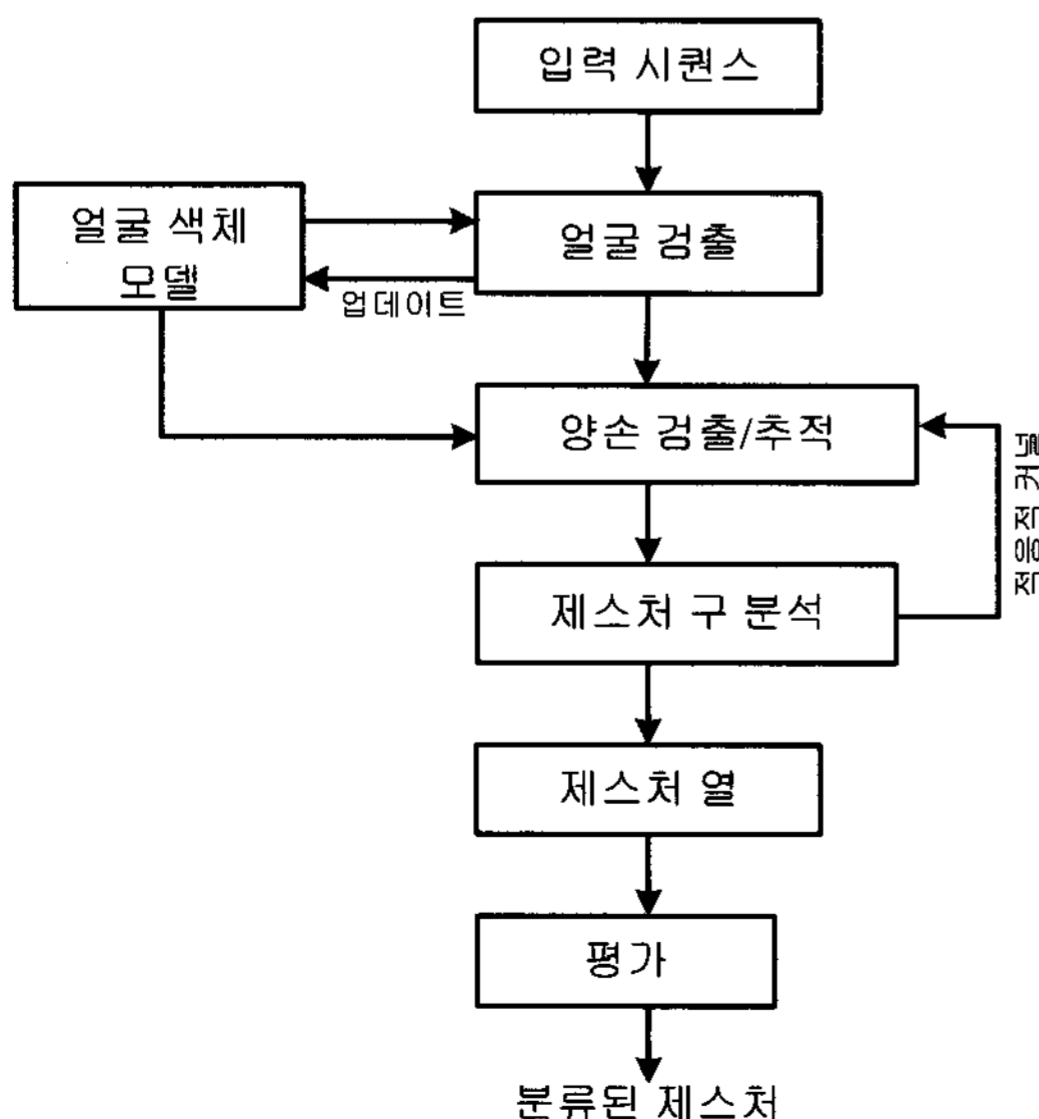 입력 시퀀스
얼굴 색체
모델
얼굴 검출
업데이트
양손 검출/추적
적응적 커널
제스처 구 분석
제스처 열
평가
분류된 제스처